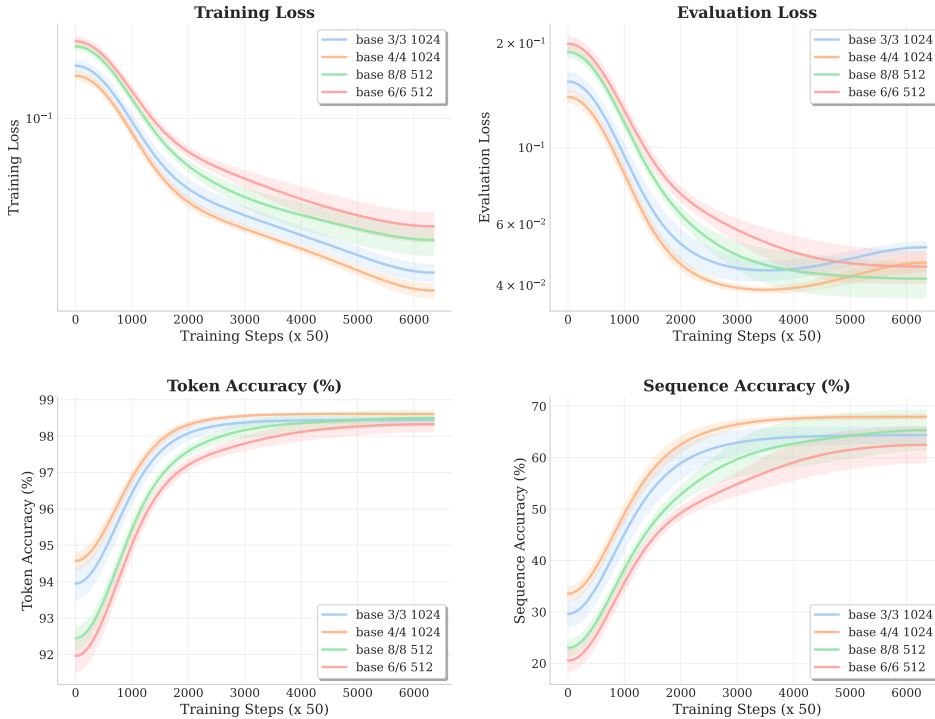 Training Loss
Training Loss
10⁻¹
base 3/3 1024
base 4/4 1024
base 8/8 512
base 6/6 512
0 1000 2000 3000 4000 5000 6000
Training Steps (x 50)
Evaluation Loss
Evaluation Loss
2 × 10⁻¹
10⁻¹
6 × 10⁻²
4 × 10⁻²
base 3/3 1024
base 4/4 1024
base 8/8 512
base 6/6 512
0 1000 2000 3000 4000 5000 6000
Training Steps (x 50)
Token Accuracy (%)
Token Accuracy (%)
99
98
97
96
95
94
93
92
base 3/3 1024
base 4/4 1024
base 8/8 512
base 6/6 512
0 1000 2000 3000 4000 5000 6000
Training Steps (x 50)
Sequence Accuracy (%)
Sequence Accuracy (%)
70
60
50
40
30
20
base 3/3 1024
base 4/4 1024
base 8/8 512
base 6/6 512
0 1000 2000 3000 4000 5000 6000
Training Steps (x 50)